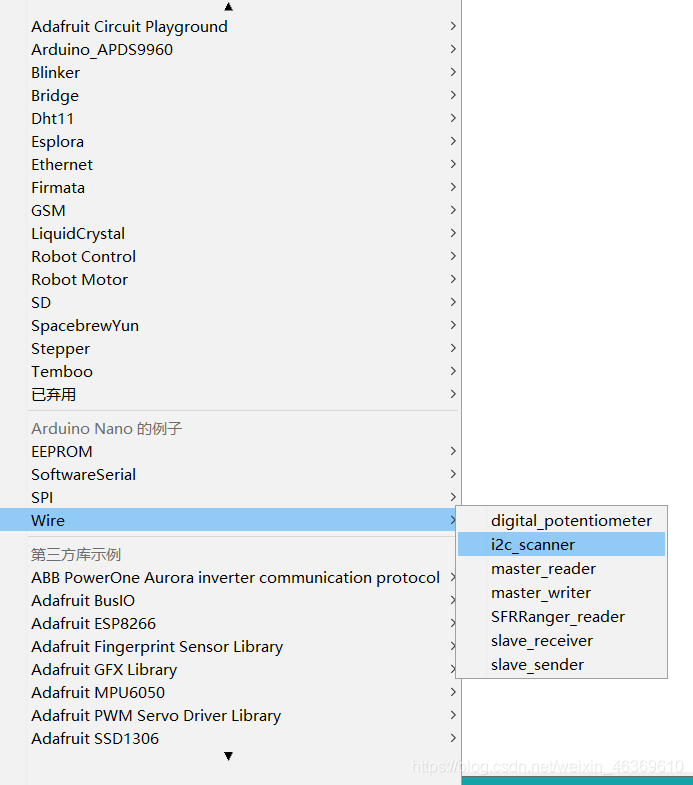 Adafruit Circuit Playground
Arduino_APDS9960
Blinker
Bridge
Dht11
Esplora
Ethernet
Firmata
GSM
LiquidCrystal
Robot Control
Robot Motor
SD
SpacebrewYun
Stepper
Temboo
已弃用
Arduino Nano 的例子
EEPROM
SoftwareSerial
SPI
Wire
digital_potentiometer
i2c_scanner
master_reader
master_writer
SFRRanger_reader
slave_receiver
slave_sender
第三方库示例
ABB PowerOne Aurora inverter communication protocol
Adafruit BusIO
Adafruit ESP8266
Adafruit Fingerprint Sensor Library
Adafruit GFX Library
Adafruit MPU6050
Adafruit PWM Servo Driver Library
Adafruit SSD1306
https://blog.csdn.net/weixin_46369610